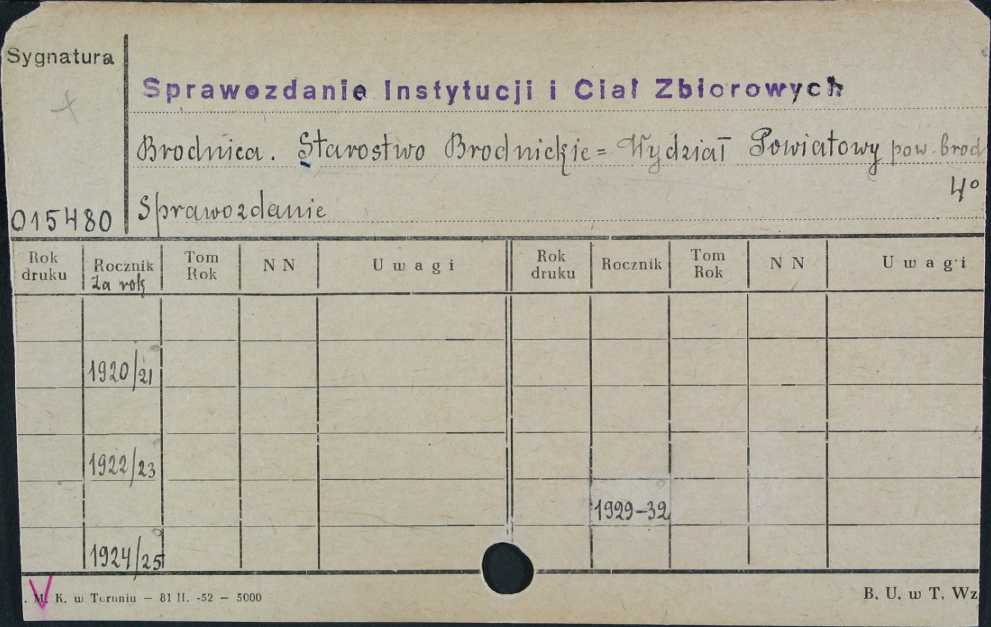 Sygnatura
Sprawozdanie Instytucji i Ciał Zbiorowych
Brodnica. Starostwo Brodnickie = Wydział Powiatowy pow. brod
4°
015480 Sprawozdanie
Rok druku Rocznik Tom Rok N N Uwagi Rok druku Rocznik Tom Rok N N Uwagi
Za rok
1920/21
1922/23
1929-32
1924/25
. M. K. w Toruniu – 81 II. -52 – 5000 B. U. w T. Wz